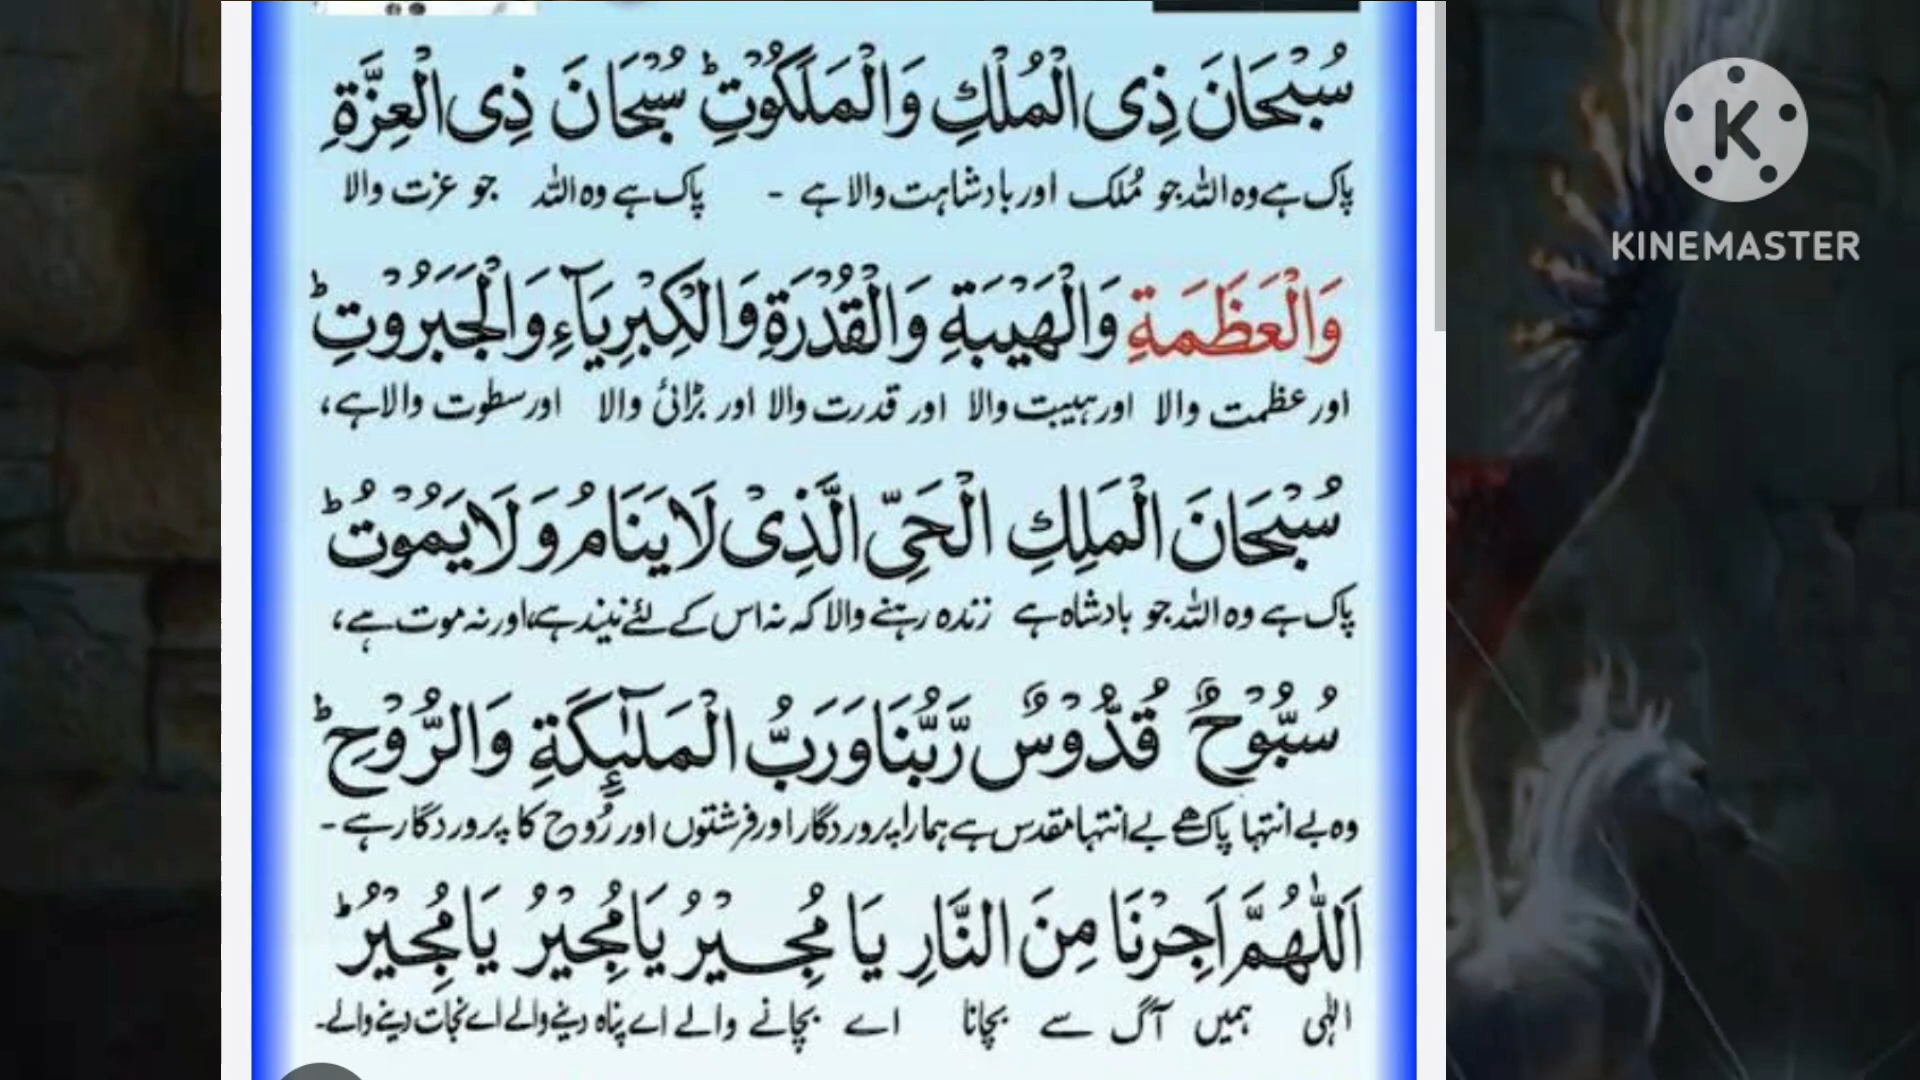 سُبْحَانَ ذِی الْمُلْکِ وَالْمَلَکُوْتِؕ سُبْحَانَ ذِی الْعِزَّةِ
پاک ہے وہ اللہ جو مُلک اور بادشاہت والا ہے - پاک ہے وہ اللہ جو عزت والا
وَالْعَظَمَةِ وَالْهَيْبَةِ وَالْقُدْرَةِ وَالْکِبْرِيَآءِ وَالْجَبَرُوْتِؕ
اور عظمت والا اور ہیبت والا اور قدرت والا اور بڑائی والا اور سطوت والا ہے،
سُبْحَانَ الْمَلِکِ الْحَيِّ الَّذِیْ لَا يَنَامُ وَلَا يَمُوْتُؕ
پاک ہے وہ اللہ جو بادشاہ ہے زندہ رہنے والا کہ نہ اس کے لئے نیند ہے، اور نہ موت ہے،
سُبُّوْحٌ قُدُّوْسٌ رَّبُّنَا وَرَبُّ الْمَلٰٓئِکَةِ وَالرُّوْحِؕ
وہ بے انتہا پاک ھے بے انتہا مقدس ہے ہمارا پروردگار اور فرشتوں اور رُوح کا پروردگار ہے -
اَللّٰهُمَّ اَجِرْنَا مِنَ النَّارِ يَا مُجِيْرُ يَا مُجِيْرُ يَا مُجِيْرُؕ
الٰہی ہمیں آگ سے بچانا اے بچانے والے اے پناہ دینے والے اے نجات دینے والے-
KINEMASTER